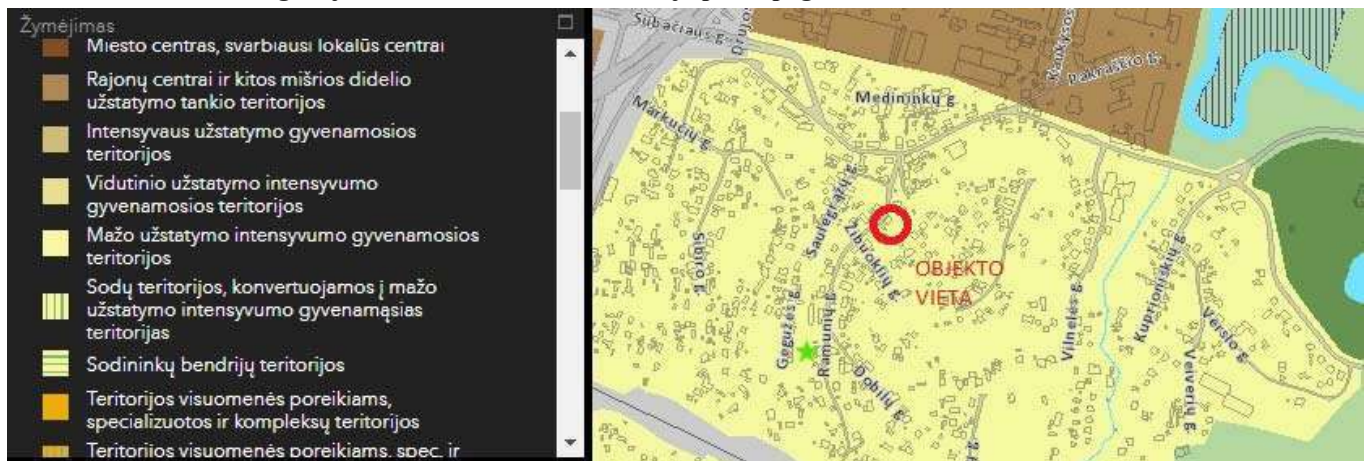 Žymėjimas
Miesto centras, svarbiausi lokalūs centrai
Rajonų centrai ir kitos mišrios didelio
užstatymo tankio teritorijos
Intensyvaus užstatymo gyvenamosios
teritorijos
Vidutinio užstatymo intensyvumo
gyvenamosios teritorijos
Mažo užstatymo intensyvumo gyvenamosios
teritorijos
Sodų teritorijos, konvertuojamos į mažo
užstatymo intensyvumo gyvenamąsias
teritorijas
Sodininkų bendrijų teritorijos
Teritorijos visuomenės poreikiams,
specializuotos ir kompleksų teritorijos
Teritorijos visuomenės poreikiams, spec. ir
Subačiaus g.
Pakraščio g.
Medininkų g.
Markučių g.
Saulėgrąžų g.
Žibuoklių g.
Sibiro g.
OBJEKTO
VIETA
Gegužės g.
Ramunių g.
Dobilų g.
Vilnelės g.
Kuprioniškių g.
Verslo g.
Veiverių g.